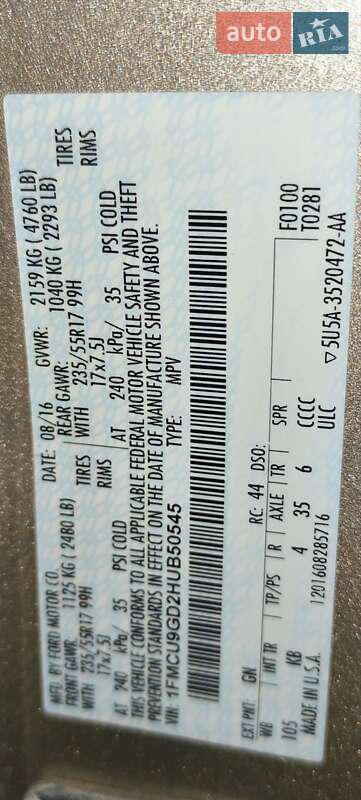 auto RIA
MFD. BY FORD MOTOR CO.
DATE: 08/16 GVWR: 2159 KG ( 4760 LB)
FRONT GAWR: 1125 KG ( 2480 LB) REAR GAWR: 1040 KG ( 2293 LB)
WITH 235/55R17 99H TIRES WITH 235/55R17 99H TIRES
17x7.5J RIMS 17x7.5J RIMS
AT 240 kPa/ 35 PSI COLD AT 240 kPa/ 35 PSI COLD
THIS VEHICLE CONFORMS TO ALL APPLICABLE FEDERAL MOTOR VEHICLE SAFETY AND THEFT
PREVENTION STANDARDS IN EFFECT ON THE DATE OF MANUFACTURE SHOWN ABOVE.
VIN: 1FMCU9GD2HUB50545
TYPE: MPV
F0100
T0281
EXT PNT: GN RC: 44 DSO:
WB INT TR TP/PS R AXLE TR SPR
105 KB 4 35 6 CCCC
ULC
MADE IN U.S.A. 1201608285716
▽5U5A-3520472-AA